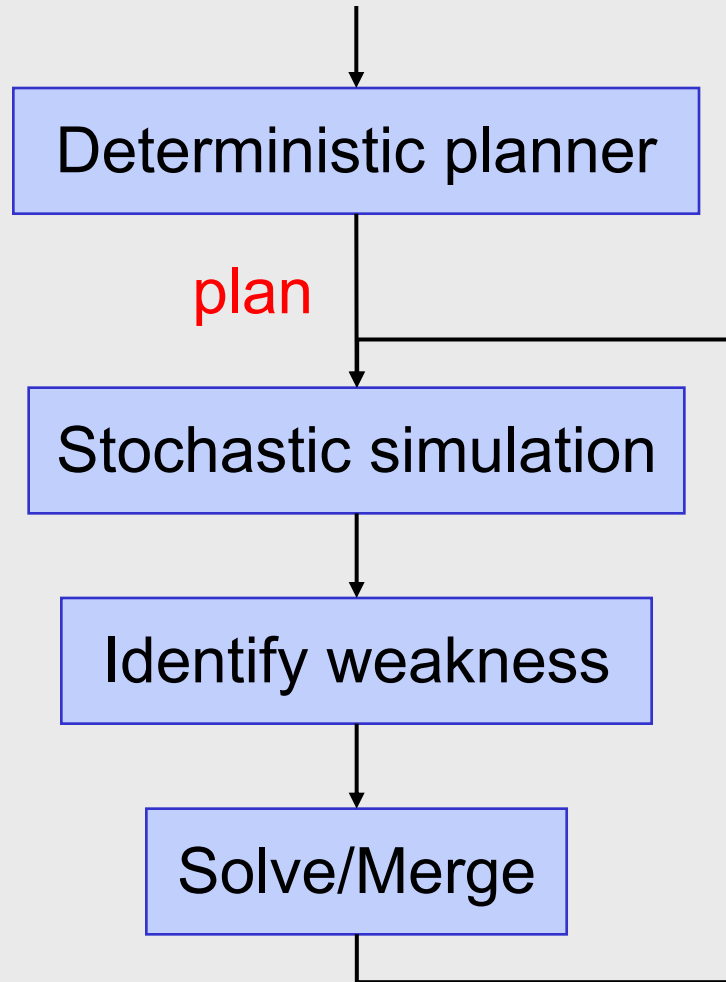 Deterministic planner
plan
Stochastic simulation
Identify weakness
Solve/Merge